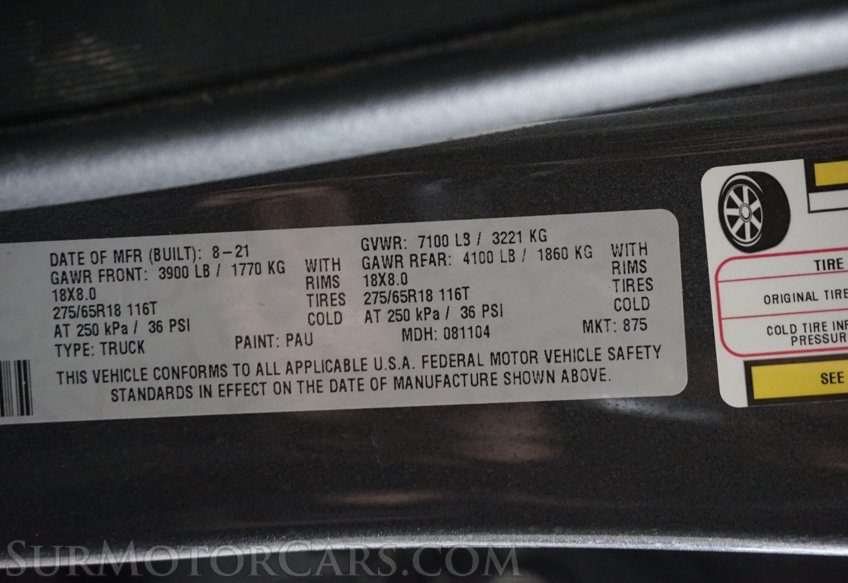 DATE OF MFR (BUILT): 8-21
GVWR: 7100 LB / 3221 KG
GAWR FRONT: 3900 LB / 1770 KG WITH
GAWR REAR: 4100 LB / 1860 KG WITH
18X8.0 RIMS
18X8.0 RIMS
275/65R18 116T TIRES
275/65R18 116T TIRES
AT 250 kPa / 36 PSI COLD
AT 250 kPa / 36 PSI COLD
TYPE: TRUCK PAINT: PAU MDH: 081104 MKT: 875
THIS VEHICLE CONFORMS TO ALL APPLICABLE U.S.A. FEDERAL MOTOR VEHICLE SAFETY
STANDARDS IN EFFECT ON THE DATE OF MANUFACTURE SHOWN ABOVE.
TIRE
ORIGINAL TIRE
COLD TIRE INF
PRESSUR
SEE
SurMotorCars.com